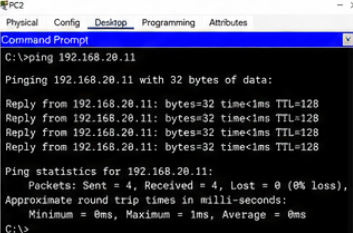 PC2
Physical Config Desktop Programming Attributes
Command Prompt
C:\>ping 192.168.20.11
Pinging 192.168.20.11 with 32 bytes of data:
Reply from 192.168.20.11: bytes=32 time<1ms TTL=128
Reply from 192.168.20.11: bytes=32 time<1ms TTL=128
Reply from 192.168.20.11: bytes=32 time<1ms TTL=128
Reply from 192.168.20.11: bytes=32 time<1ms TTL=128
Ping statistics for 192.168.20.11:
Packets: Sent = 4, Received = 4, Lost = 0 (0% loss),
Approximate round trip times in milli-seconds:
Minimum = 0ms, Maximum = 1ms, Average = 0ms
C:\>